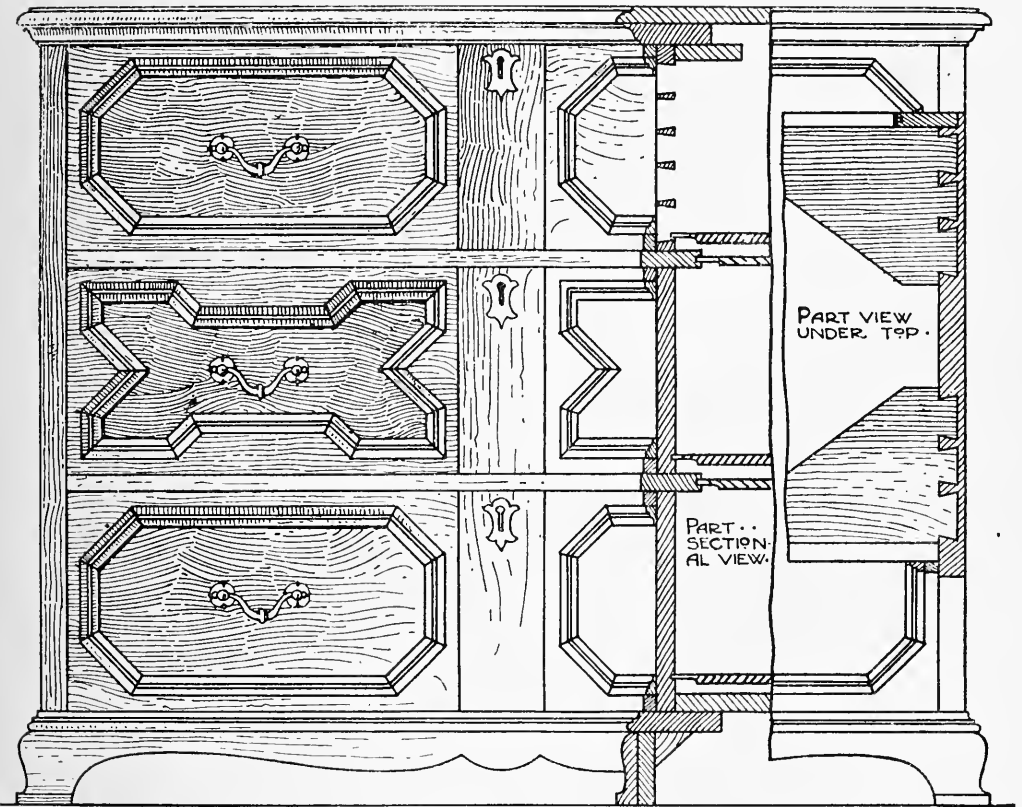 PART VIEW
UNDER TOP.
PART..
SECTION-
AL VIEW.